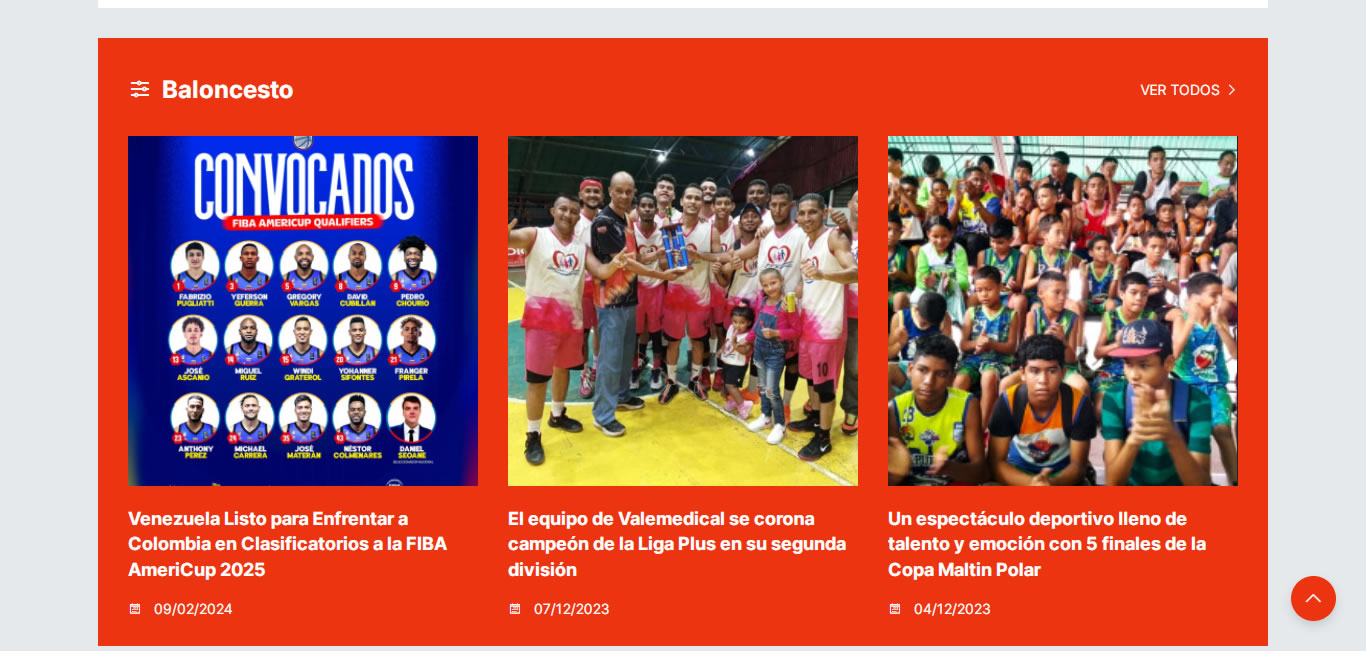 Baloncesto
VER TODOS
CONVOCADOS
FIBA AMERICUP QUALIFIERS
1 3 5 8 9
FABRIZIO YEFERSON GREGORY DAVID PEDRO
PUGLIATTI GUERRA VARGAS CUBILLÁN CHOURIO
13 14 15 20 21
JOSÉ MIGUEL WINDI YOHANNER FRANGER
ASCANIO RUIZ GRATEROL SIFONTES PIRELA
23 24 35 43
ANTHONY MICHAEL JOSÉ NÉSTOR DANIEL
PÉREZ CARRERA MATERÁN COLMENARES SEOANE
10
Venezuela Listo para Enfrentar a
Colombia en Clasificatorios a la FIBA
AmeriCup 2025
09/02/2024
El equipo de Valemedical se corona
campeón de la Liga Plus en su segunda
división
07/12/2023
Un espectáculo deportivo lleno de
talento y emoción con 5 finales de la
Copa Maltin Polar
04/12/2023